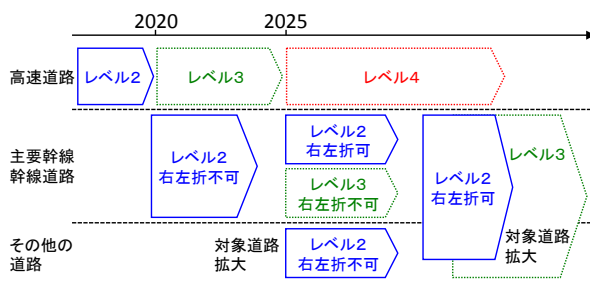 2020
2025
高速道路
レベル2
レベル3
レベル4
主要幹線
幹線道路
レベル2
右左折不可
レベル2
右左折可
レベル3
右左折不可
レベル2
右左折可
レベル3
対象道路
拡大
その他の
道路
対象道路
拡大
レベル2
右左折不可